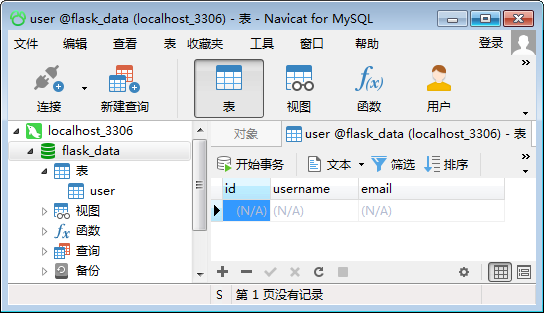 user @flask_data (localhost_3306) - 表 - Navicat for MySQL
文件 编辑 查看 表 收藏夹 工具 窗口 帮助 登录
连接 新建查询 表 视图 函数 用户
f(x)
»
localhost_3306
flask_data
表
user
视图
fx 函数
查询
备份
对象 user @flask_data (localhost_3306) - 表
开始事务 文本 筛选 排序 »
id username email
(N/A) (N/A) (N/A)
S 第 1 页没有记录